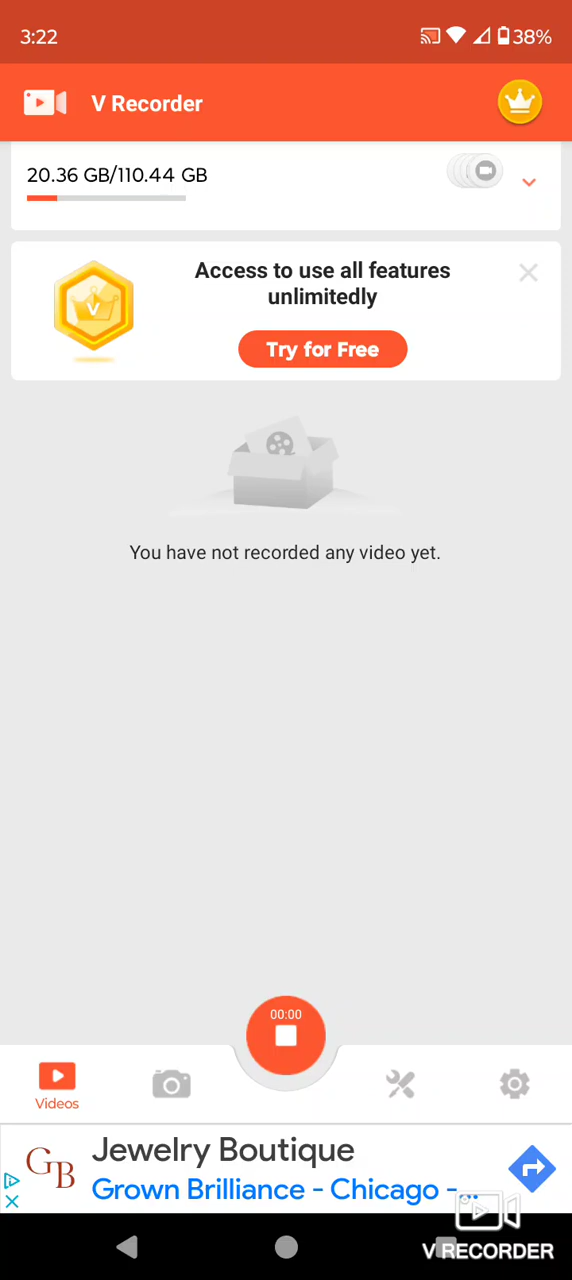 3:22
38%
V Recorder
20.36 GB/110.44 GB
Access to use all features
unlimitedly
V
Try for Free
You have not recorded any video yet.
00:00
Videos
GB
Jewelry Boutique
Grown Brilliance - Chicago -...
V RECORDER